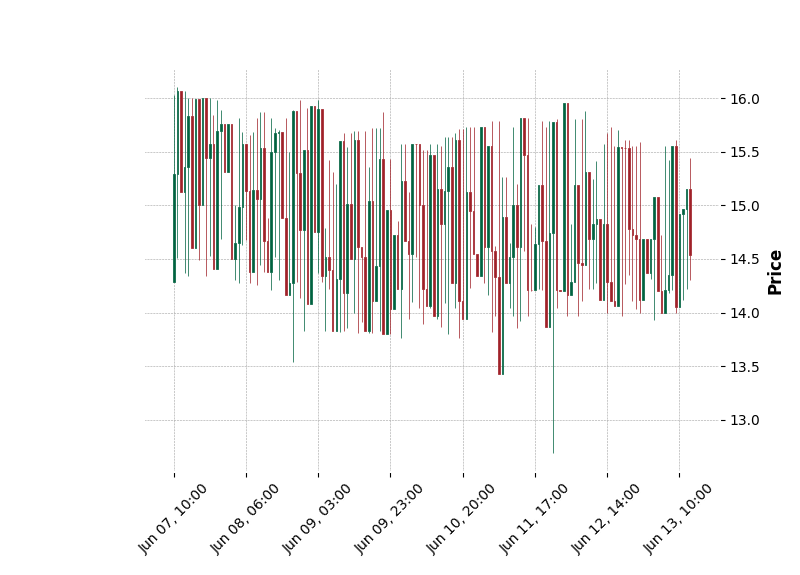 16.0
15.5
15.0
14.5
14.0
13.5
13.0
Price
Jun 07, 10:00
Jun 08, 06:00
Jun 09, 03:00
Jun 09, 23:00
Jun 10, 20:00
Jun 11, 17:00
Jun 12, 14:00
Jun 13, 10:00